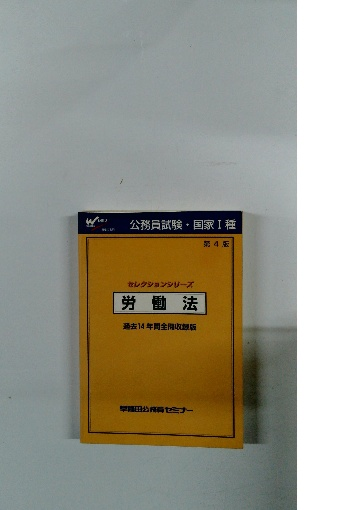 公務員試験・国家Ⅰ種
第4版
セレクションシリーズ
労働法
過去14年間全問収録版
早稲田公務員セミナー